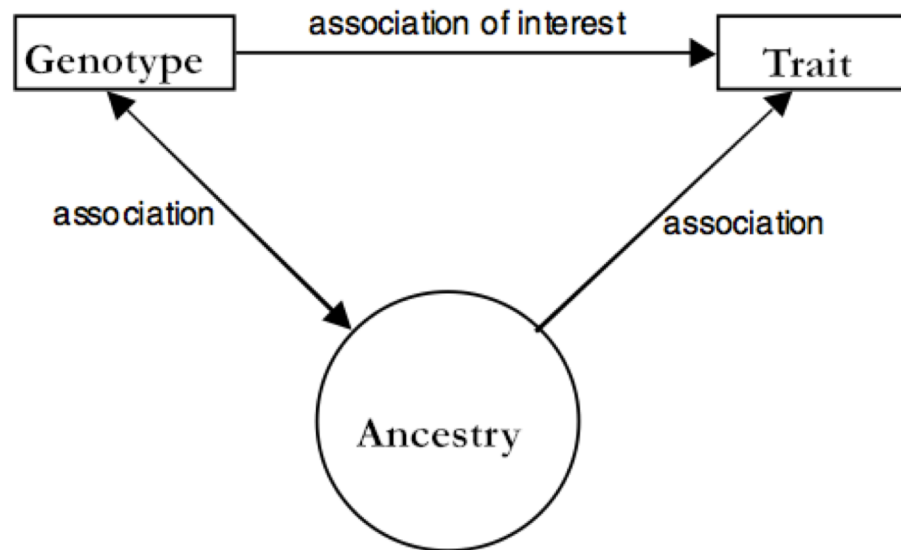 association of interest
Genotype
Trait
association
association
Ancestry